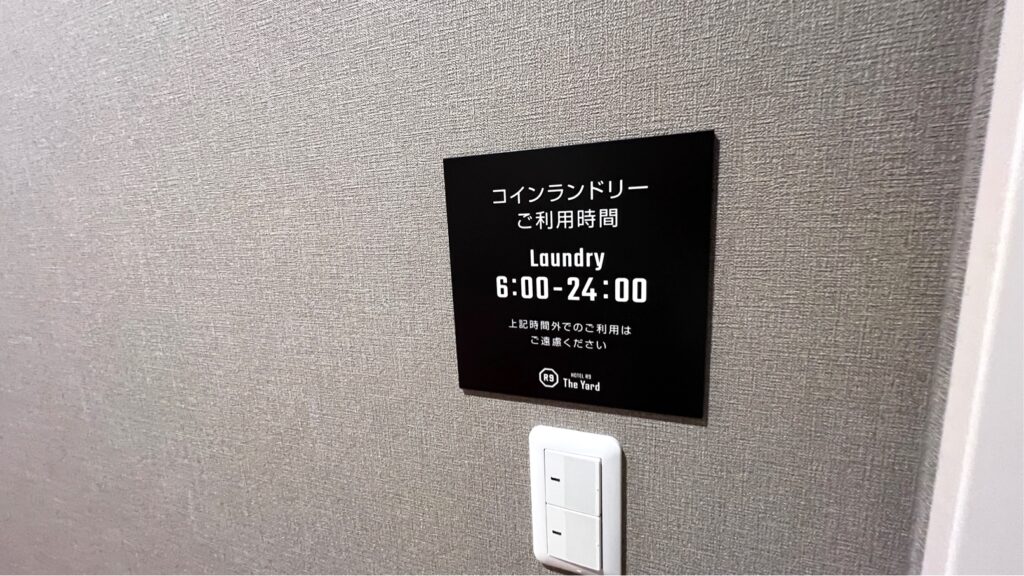 コインランドリー
ご利用時間
Laundry
6:00-24:00
上記時間外でのご利用は
ご遠慮ください
R9
HOTEL R9
The Yard